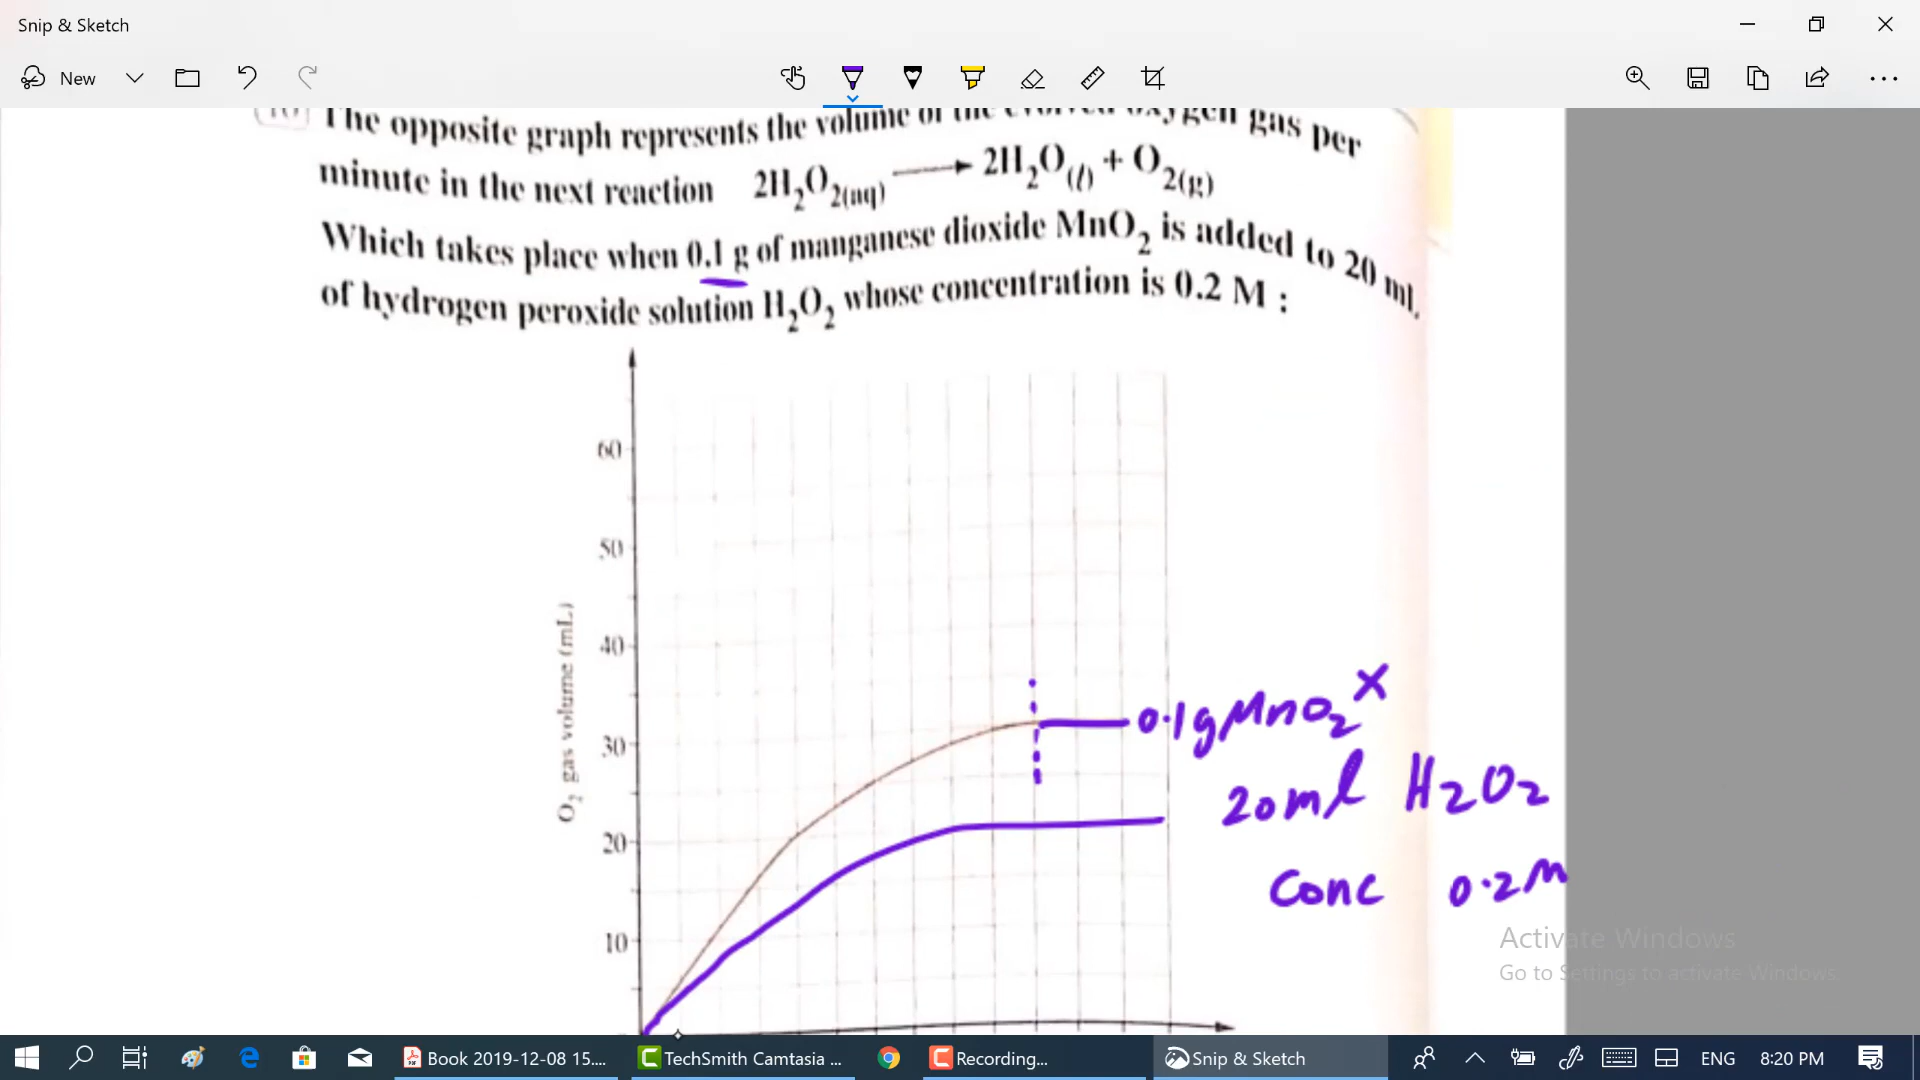 Snip & Sketch
New
10 The opposite graph represents the volume of the evolved oxygen gas per
minute in the next reaction 2H₂O₂(aq) ⟶ 2H₂O(l) + O₂(g)
Which takes place when 0.1 g of manganese dioxide MnO₂ is added to 20 mL
of hydrogen peroxide solution H₂O₂ whose concentration is 0.2 M :
60
50
40
30
20
10
O₂ gas volume (mL)
0.1g MnO₂ X
20ml H₂O₂
Conc 0.2M
Activate Windows
Go to Settings to activate Windows.
Book 2019-12-08 15....
TechSmith Camtasia ...
Recording...
Snip & Sketch
ENG
8:20 PM